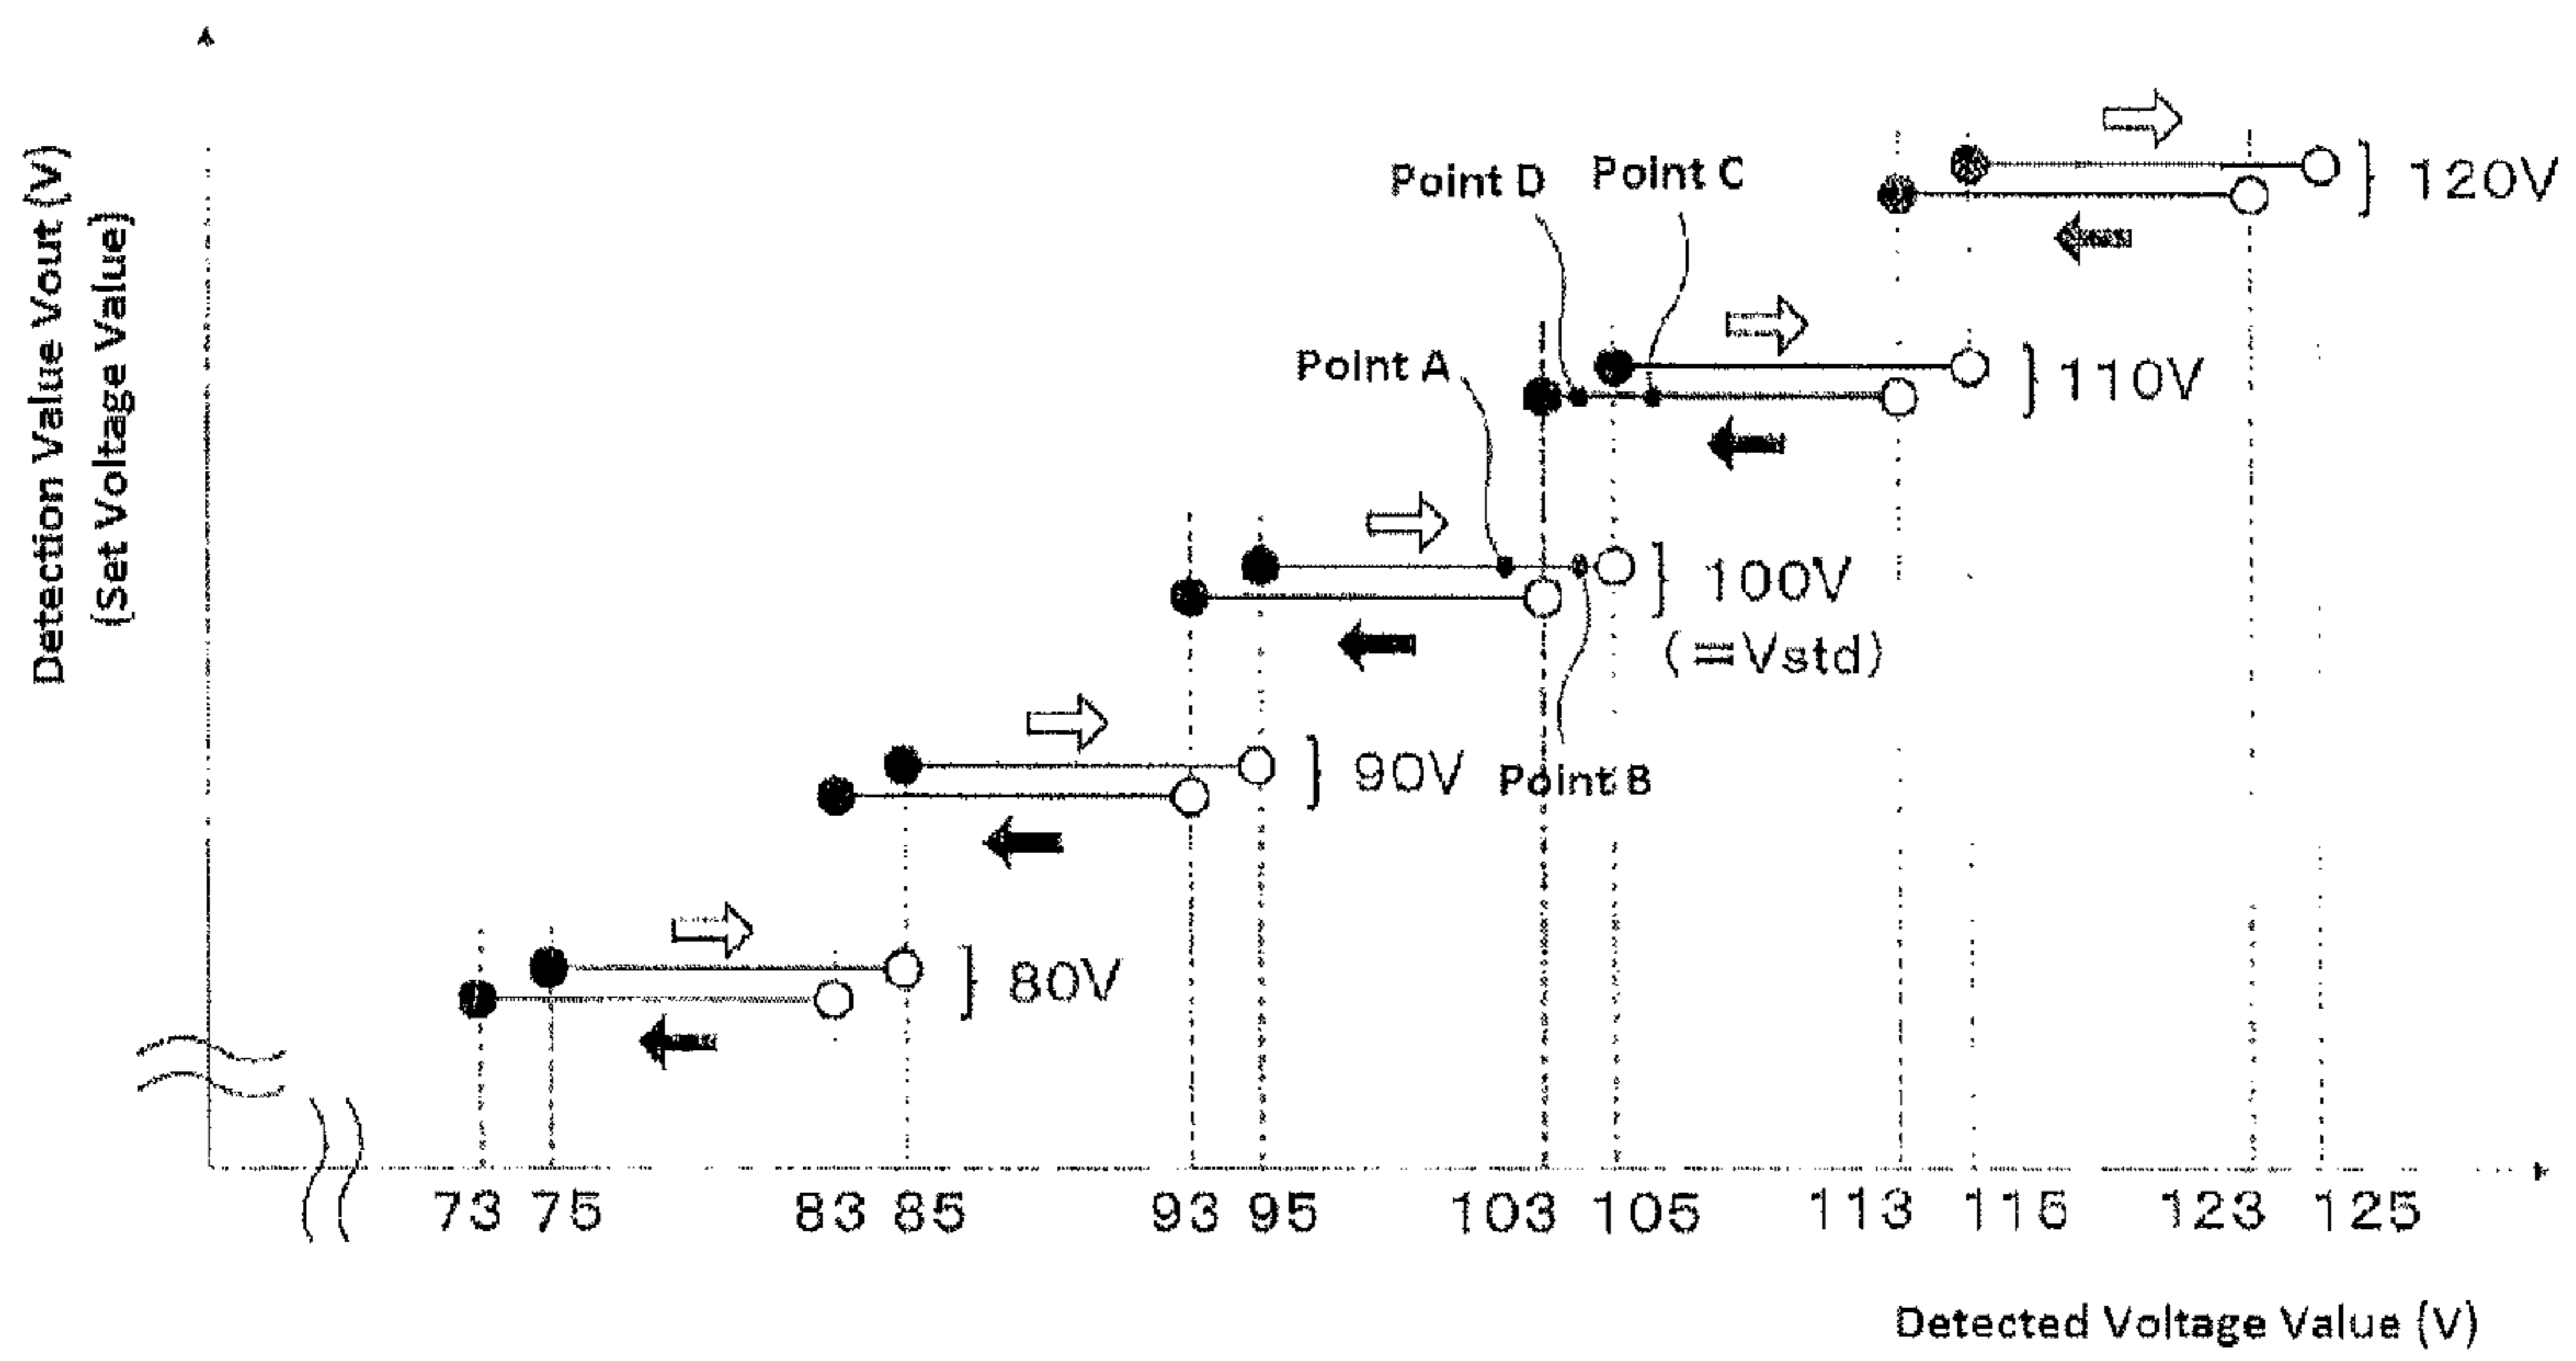 Detection Value Vout (V)
(Set Voltage Value)
Point D
Point C
120V
Point A
110V
100V
(=Vstd)
90V
Point B
80V
73 75 83 85 93 95 103 105 113 115 123 125
Detected Voltage Value (V)